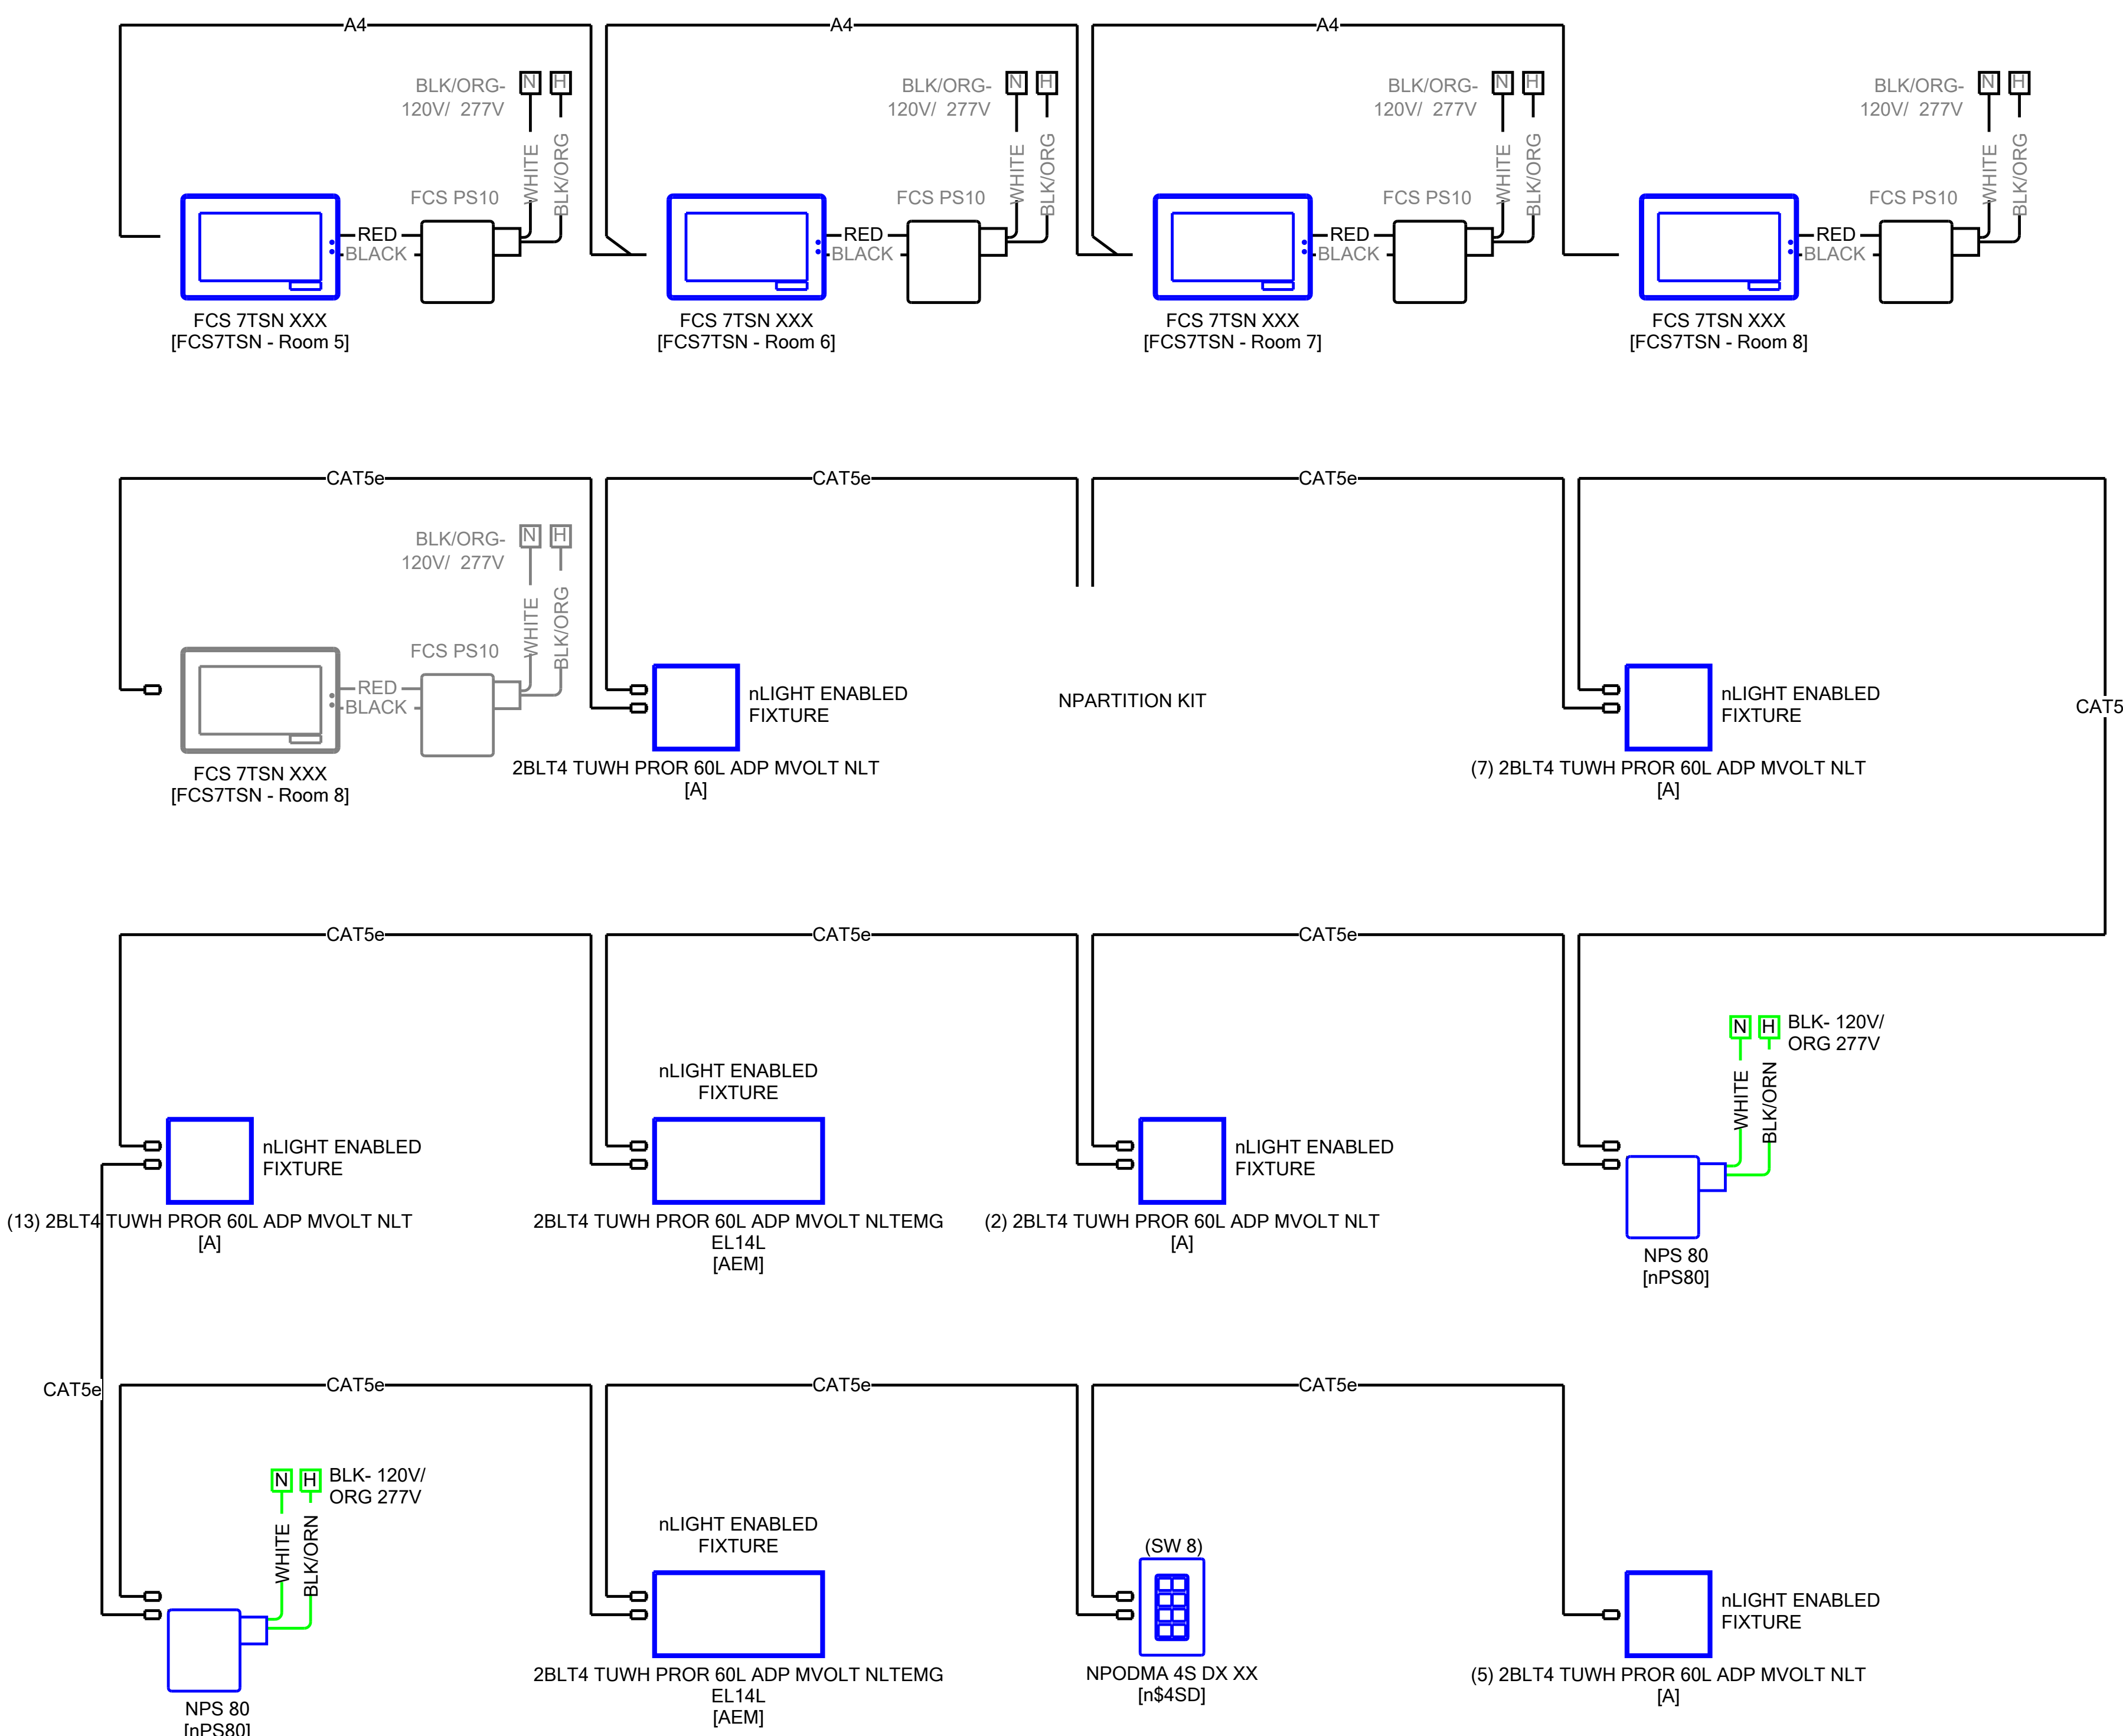 A4
A4
A4
BLK/ORG-
120V/ 277V
N
H
WHITE
BLK/ORG
FCS PS10
RED
BLACK
FCS 7TSN XXX
[FCS7TSN - Room 5]
BLK/ORG-
120V/ 277V
N
H
WHITE
BLK/ORG
FCS PS10
RED
BLACK
FCS 7TSN XXX
[FCS7TSN - Room 6]
BLK/ORG-
120V/ 277V
N
H
WHITE
BLK/ORG
FCS PS10
RED
BLACK
FCS 7TSN XXX
[FCS7TSN - Room 7]
BLK/ORG-
120V/ 277V
N
H
WHITE
BLK/ORG
FCS PS10
RED
BLACK
FCS 7TSN XXX
[FCS7TSN - Room 8]
CAT5e
CAT5e
CAT5e
BLK/ORG-
120V/ 277V
N
H
WHITE
BLK/ORG
FCS PS10
RED
BLACK
FCS 7TSN XXX
[FCS7TSN - Room 8]
nLIGHT ENABLED
FIXTURE
2BLT4 TUWH PROR 60L ADP MVOLT NLT
[A]
NPARTITION KIT
nLIGHT ENABLED
FIXTURE
(7) 2BLT4 TUWH PROR 60L ADP MVOLT NLT
[A]
CAT5
CAT5e
CAT5e
CAT5e
nLIGHT ENABLED
FIXTURE
(13) 2BLT4 TUWH PROR 60L ADP MVOLT NLT
[A]
nLIGHT ENABLED
FIXTURE
2BLT4 TUWH PROR 60L ADP MVOLT NLTEMG
EL14L
[AEM]
nLIGHT ENABLED
FIXTURE
(2) 2BLT4 TUWH PROR 60L ADP MVOLT NLT
[A]
N
H
BLK- 120V/
ORG 277V
WHITE
BLK/ORN
NPS 80
[nPS80]
CAT5e
CAT5e
CAT5e
CAT5e
N
H
BLK- 120V/
ORG 277V
WHITE
BLK/ORN
NPS 80
[nPS80]
nLIGHT ENABLED
FIXTURE
2BLT4 TUWH PROR 60L ADP MVOLT NLTEMG
EL14L
[AEM]
(SW 8)
NPODMA 4S DX XX
[n$4SD]
nLIGHT ENABLED
FIXTURE
(5) 2BLT4 TUWH PROR 60L ADP MVOLT NLT
[A]